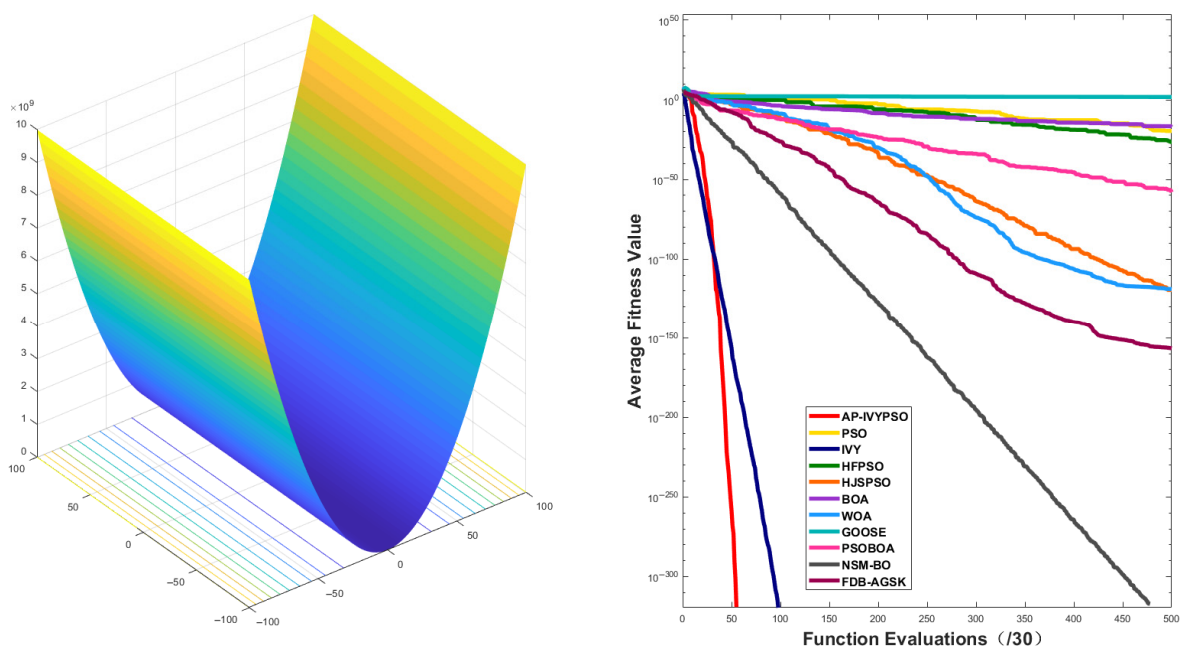 ×10⁹
10
9
8
7
6
5
4
3
2
1
0
100
50
0
−50
−100
−100
−50
0
50
100
10⁵⁰
10⁰
10⁻⁵⁰
10⁻¹⁰⁰
10⁻¹⁵⁰
10⁻²⁰⁰
10⁻²⁵⁰
10⁻³⁰⁰
Average Fitness Value
AP-IVYPSO
PSO
IVY
HFPSO
HJSPSO
BOA
WOA
GOOSE
PSOBOA
NSM-BO
FDB-AGSK
0 50 100 150 200 250 300 350 400 450 500
Function Evaluations（/30）